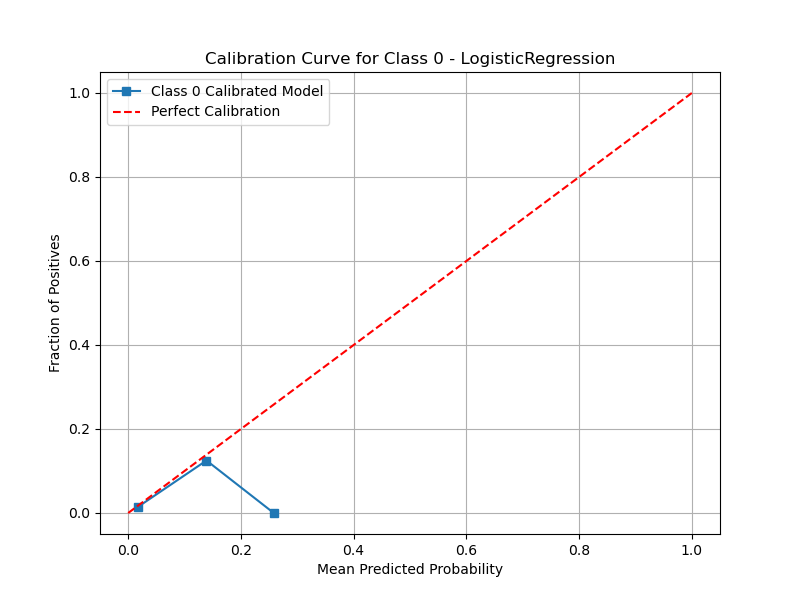 Calibration Curve for Class 0 - LogisticRegression
Class 0 Calibrated Model
Perfect Calibration
1.0
0.8
0.6
0.4
0.2
0.0
Fraction of Positives
0.0 0.2 0.4 0.6 0.8 1.0
Mean Predicted Probability